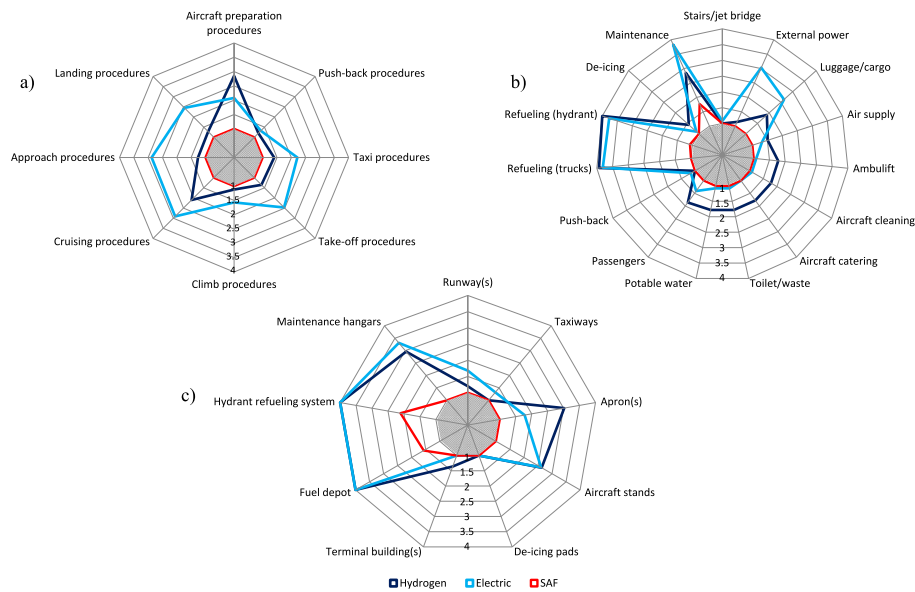 a)
Aircraft preparation
procedures
Landing procedures
Push-back procedures
Approach procedures
Taxi procedures
Cruising procedures
Take-off procedures
Climb procedures
1
1.5
2
2.5
3
3.5
4
b)
Stairs/jet bridge
Maintenance
External power
De-icing
Luggage/cargo
Refueling (hydrant)
Air supply
Refueling (trucks)
Ambulift
Push-back
Aircraft cleaning
Passengers
Aircraft catering
Potable water
Toilet/waste
1
1.5
2
2.5
3
3.5
4
c)
Runway(s)
Maintenance hangars
Taxiways
Hydrant refueling system
Apron(s)
Fuel depot
Aircraft stands
Terminal building(s)
De-icing pads
1
1.5
2
2.5
3
3.5
4
Hydrogen Electric SAF